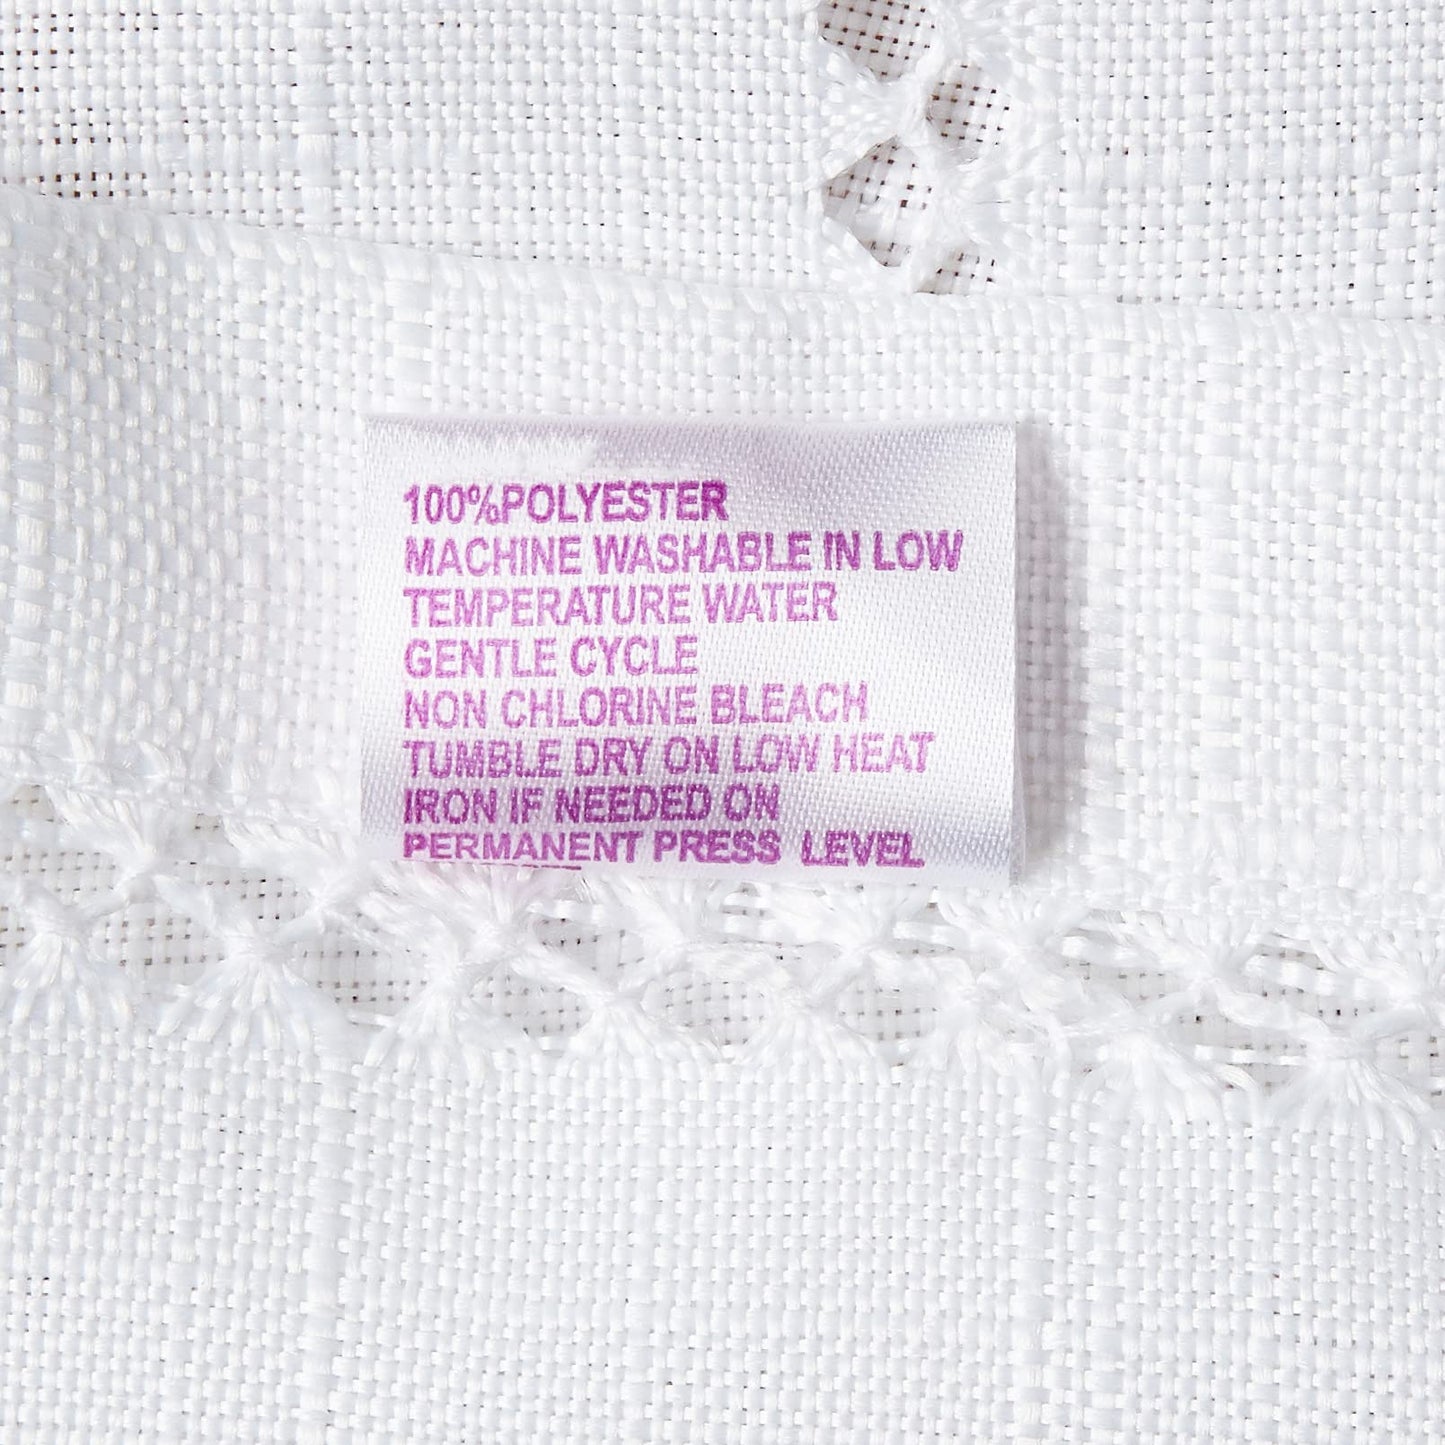 100%POLYESTER
MACHINE WASHABLE IN LOW
TEMPERATURE WATER
GENTLE CYCLE
NON CHLORINE BLEACH
TUMBLE DRY ON LOW HEAT
IRON IF NEEDED ON
PERMANENT PRESS LEVEL